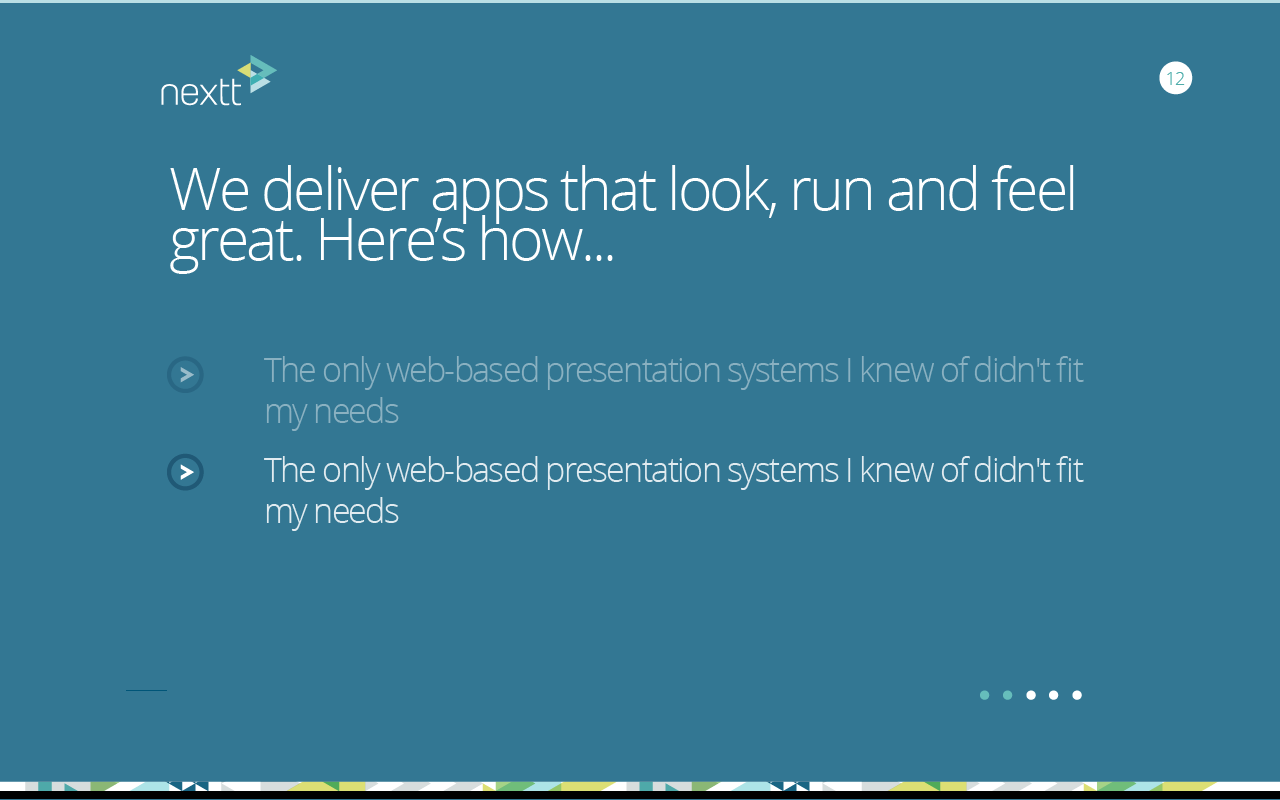 nextt
12
We deliver apps that look, run and feel
great. Here’s how...
The only web-based presentation systems I knew of didn't fit
my needs
The only web-based presentation systems I knew of didn't fit
my needs